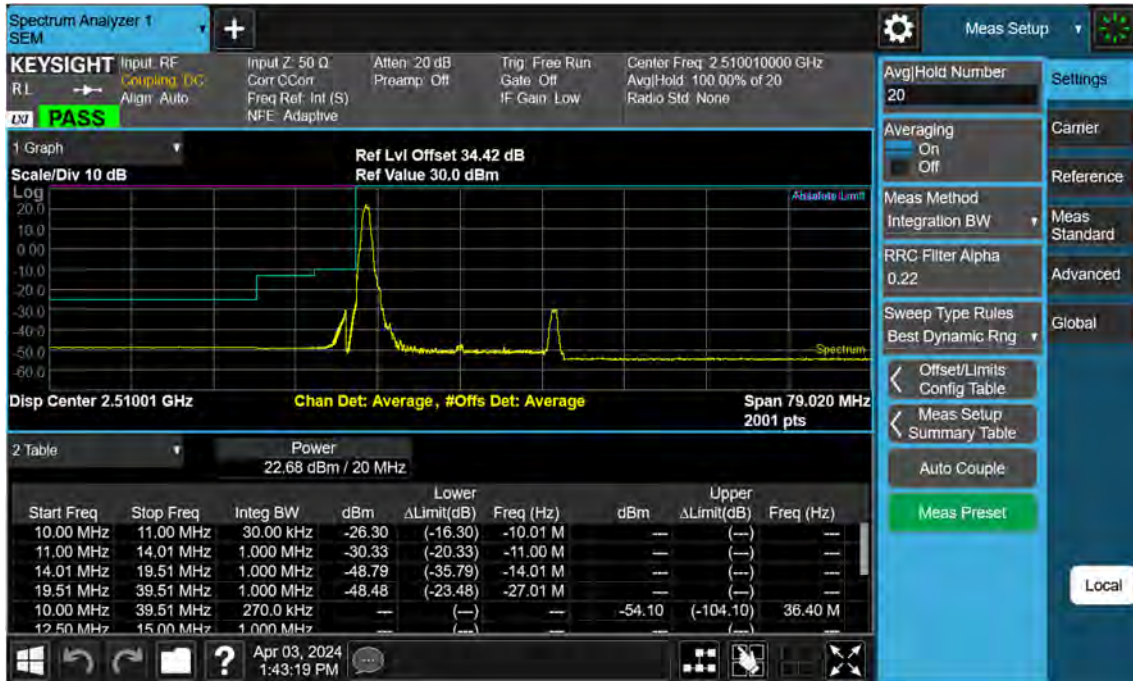 Spectrum Analyzer 1
SEM
+
Meas Setup
KEYSIGHT
RL
LXI
PASS
Input: RF
Coupling: DC
Align: Auto
Input Z: 50 Ω
Corr CCorr
Freq Ref: Int (S)
NFE: Adaptive
Atten: 20 dB
Preamp: Off
Trig: Free Run
Gate: Off
IF Gain: Low
Center Freq: 2.510010000 GHz
Avg|Hold: 100.00% of 20
Radio Std: None
1 Graph
Scale/Div 10 dB
Ref Lvl Offset 34.42 dB
Ref Value 30.0 dBm
Log
Absolute Limit
20.0
10.0
0.00
-10.0
-20.0
-30.0
-40.0
-50.0
-60.0
Spectrum
Disp Center 2.51001 GHz
Chan Det: Average, #Offs Det: Average
Span 79.020 MHz
2001 pts
2 Table
Power
22.68 dBm / 20 MHz
Lower Upper
Start Freq Stop Freq Integ BW dBm ΔLimit(dB) Freq (Hz) dBm ΔLimit(dB) Freq (Hz)
10.00 MHz 11.00 MHz 30.00 kHz -26.30 (-16.30) -10.01 M --- (---) ---
11.00 MHz 14.01 MHz 1.000 MHz -30.33 (-20.33) -11.00 M --- (---) ---
14.01 MHz 19.51 MHz 1.000 MHz -48.79 (-35.79) -14.01 M --- (---) ---
19.51 MHz 39.51 MHz 1.000 MHz -48.48 (-23.48) -27.01 M --- (---) ---
10.00 MHz 39.51 MHz 270.0 kHz --- (---) --- -54.10 (-104.10) 36.40 M
12.50 MHz 15.00 MHz 1.000 MHz --- (---) --- --- (---) ---
?
Apr 03, 2024
1:43:19 PM
Avg|Hold Number
20
Averaging
On
Off
Meas Method
Integration BW
RRC Filter Alpha
0.22
Sweep Type Rules
Best Dynamic Rng
Offset/Limits
Config Table
Meas Setup
Summary Table
Auto Couple
Meas Preset
Settings
Carrier
Reference
Meas
Standard
Advanced
Global
Local